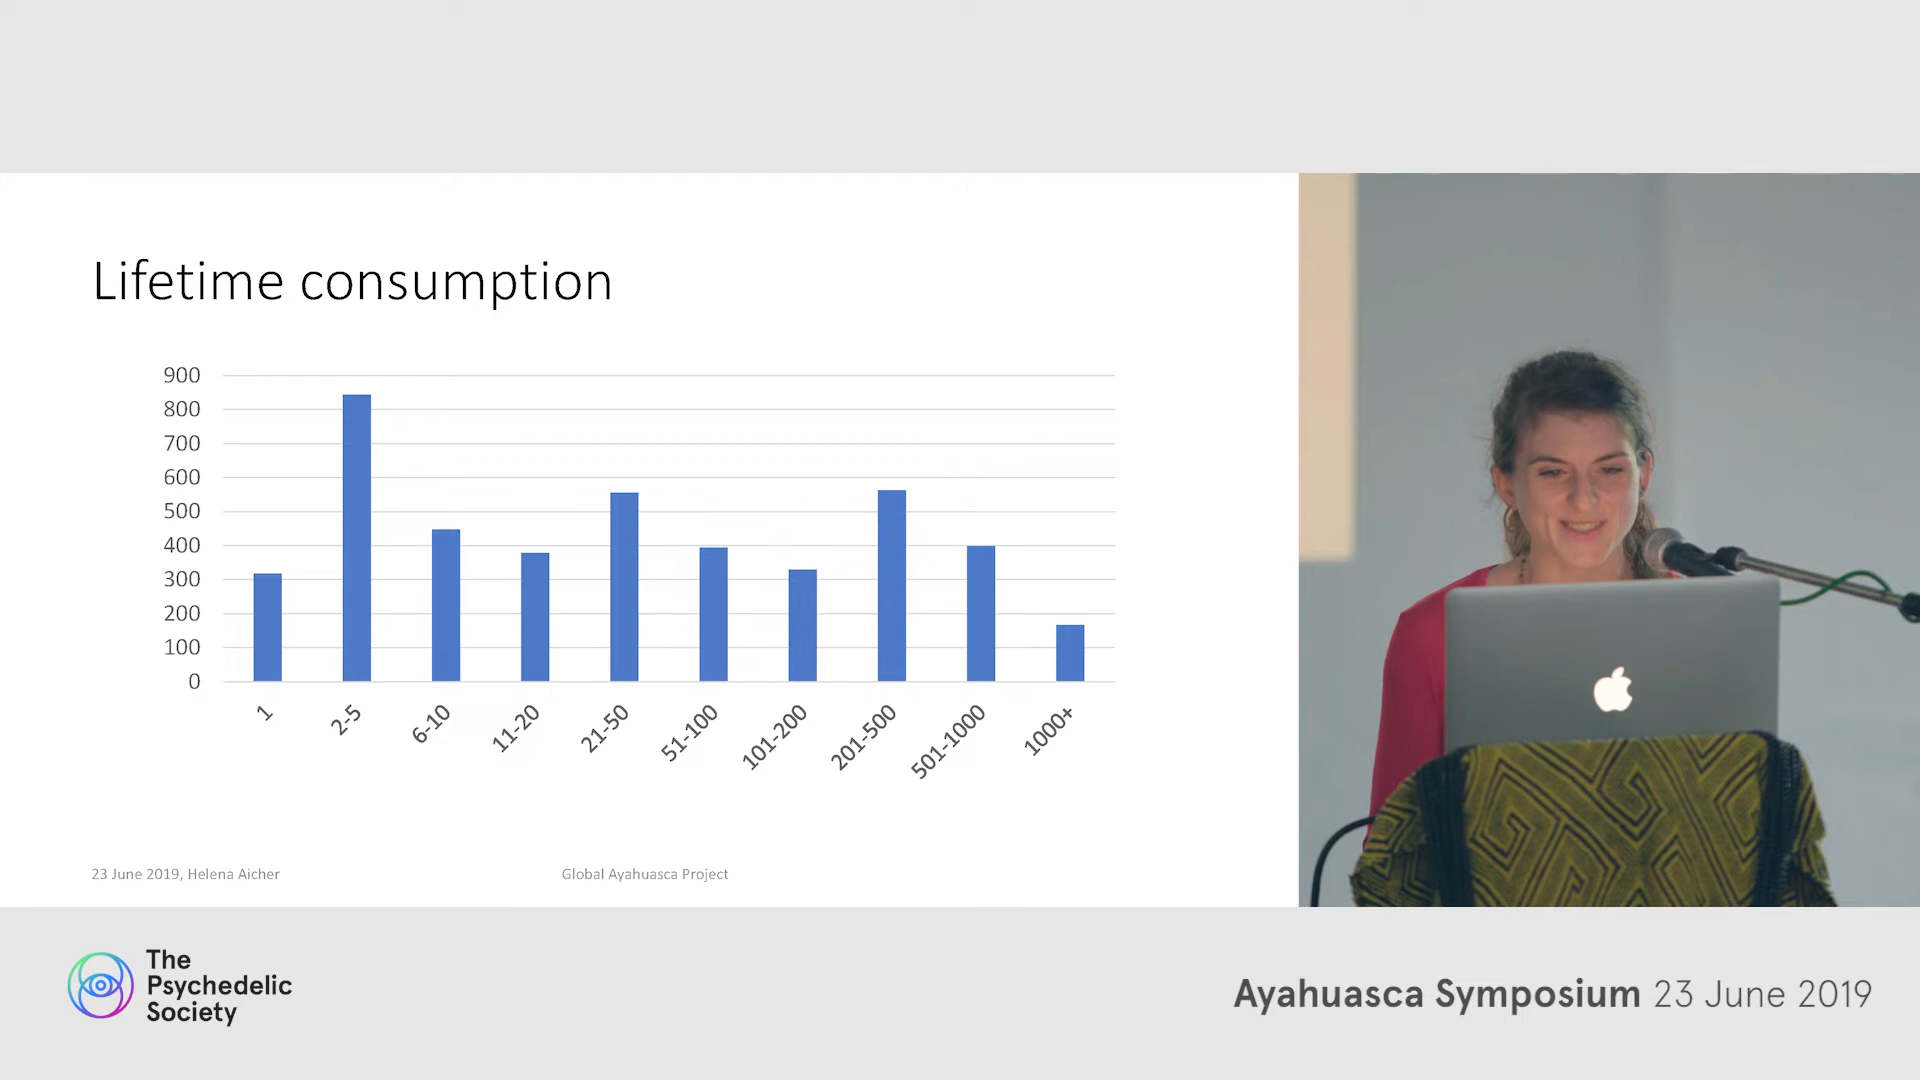 Lifetime consumption
900
800
700
600
500
400
300
200
100
0
1
2-5
6-10
11-20
21-50
51-100
101-200
201-500
501-1000
1000+
23 June 2019, Helena Aicher
Global Ayahuasca Project
The
Psychedelic
Society
Ayahuasca Symposium 23 June 2019